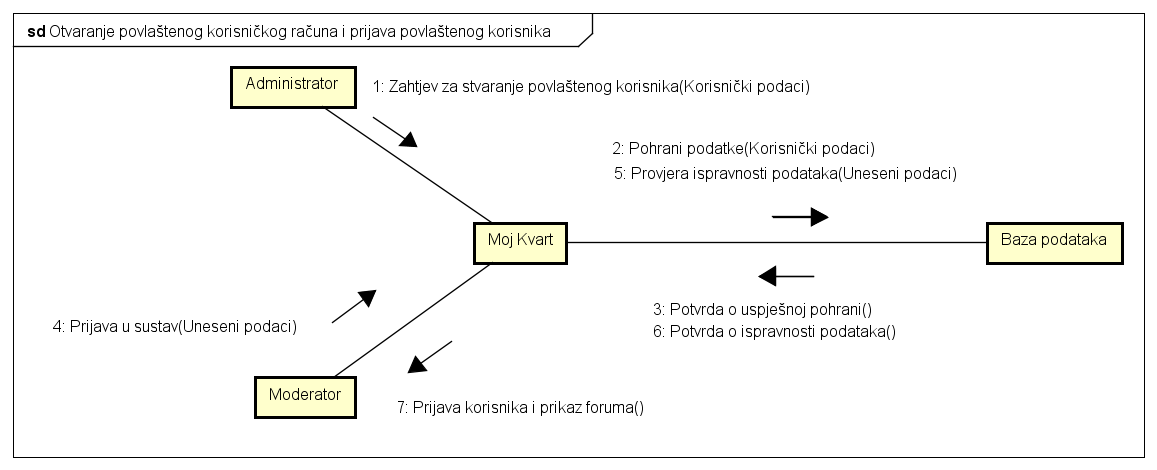 sd Otvaranje povlaštenog korisničkog računa i prijava povlaštenog korisnika
Administrator
1: Zahtjev za stvaranje povlaštenog korisnika(Korisnički podaci)
2: Pohrani podatke(Korisnički podaci)
5: Provjera ispravnosti podataka(Uneseni podaci)
Moj Kvart
Baza podataka
3: Potvrda o uspješnoj pohrani()
6: Potvrda o ispravnosti podataka()
4: Prijava u sustav(Uneseni podaci)
Moderator
7: Prijava korisnika i prikaz foruma()